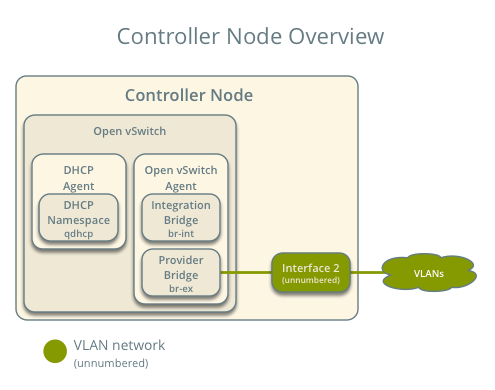 Controller Node Overview
Controller Node
Open vSwitch
DHCP
Agent
DHCP
Namespace
qdhcp
Open vSwitch
Agent
Integration
Bridge
br-int
Provider
Bridge
br-ex
Interface 2
(unnumbered)
VLANs
VLAN network
(unnumbered)